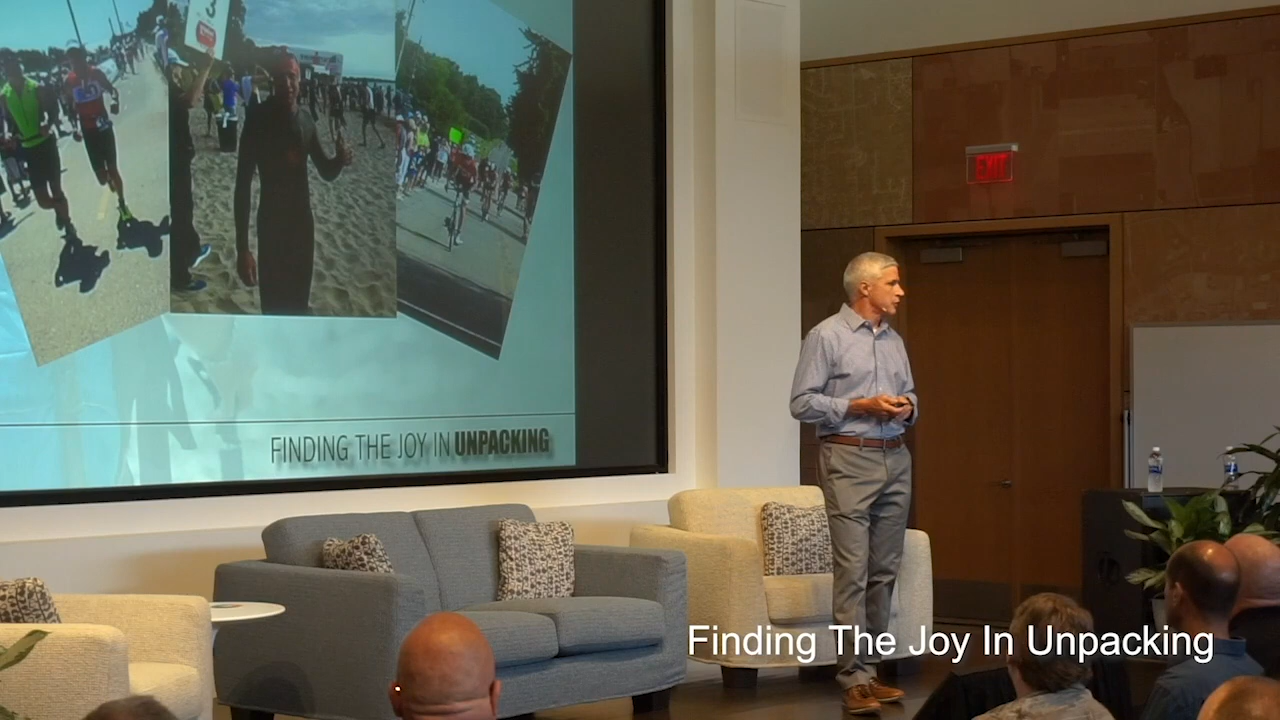 3
EXIT
FINDING THE JOY IN UNPACKING
Finding The Joy In Unpacking